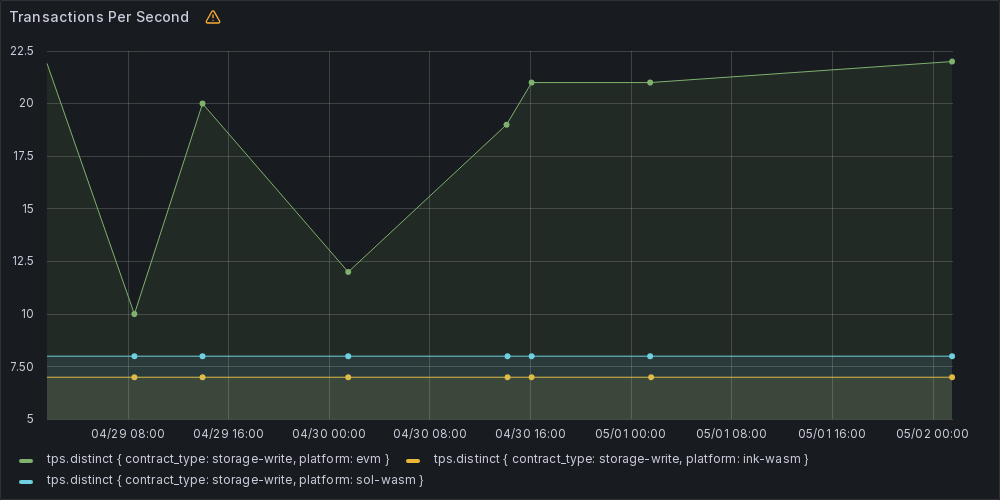 Transactions Per Second
22.5
20
17.5
15
12.5
10
7.50
5
04/29 08:00 04/29 16:00 04/30 00:00 04/30 08:00 04/30 16:00 05/01 00:00 05/01 08:00 05/01 16:00 05/02 00:00
tps.distinct { contract_type: storage-write, platform: evm } tps.distinct { contract_type: storage-write, platform: ink-wasm }
tps.distinct { contract_type: storage-write, platform: sol-wasm }